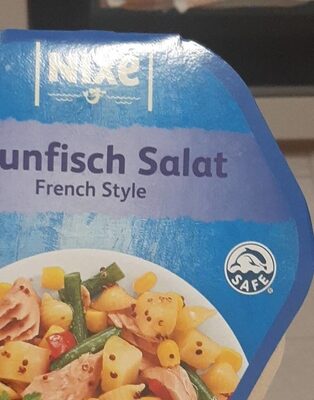 Nixe
unfisch Salat
French Style
SAFE